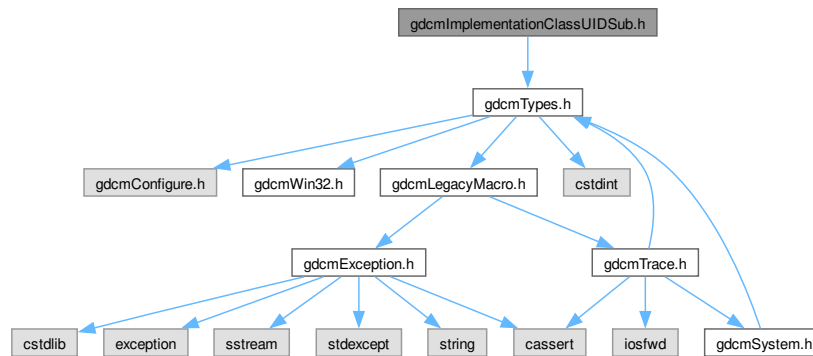 gdcmImplementationClassUIDSub.h
gdcmTypes.h
gdcmConfigure.h
gdcmWin32.h
gdcmLegacyMacro.h
cstdint
gdcmException.h
gdcmTrace.h
cstdlib
exception
sstream
stdexcept
string
cassert
iosfwd
gdcmSystem.h